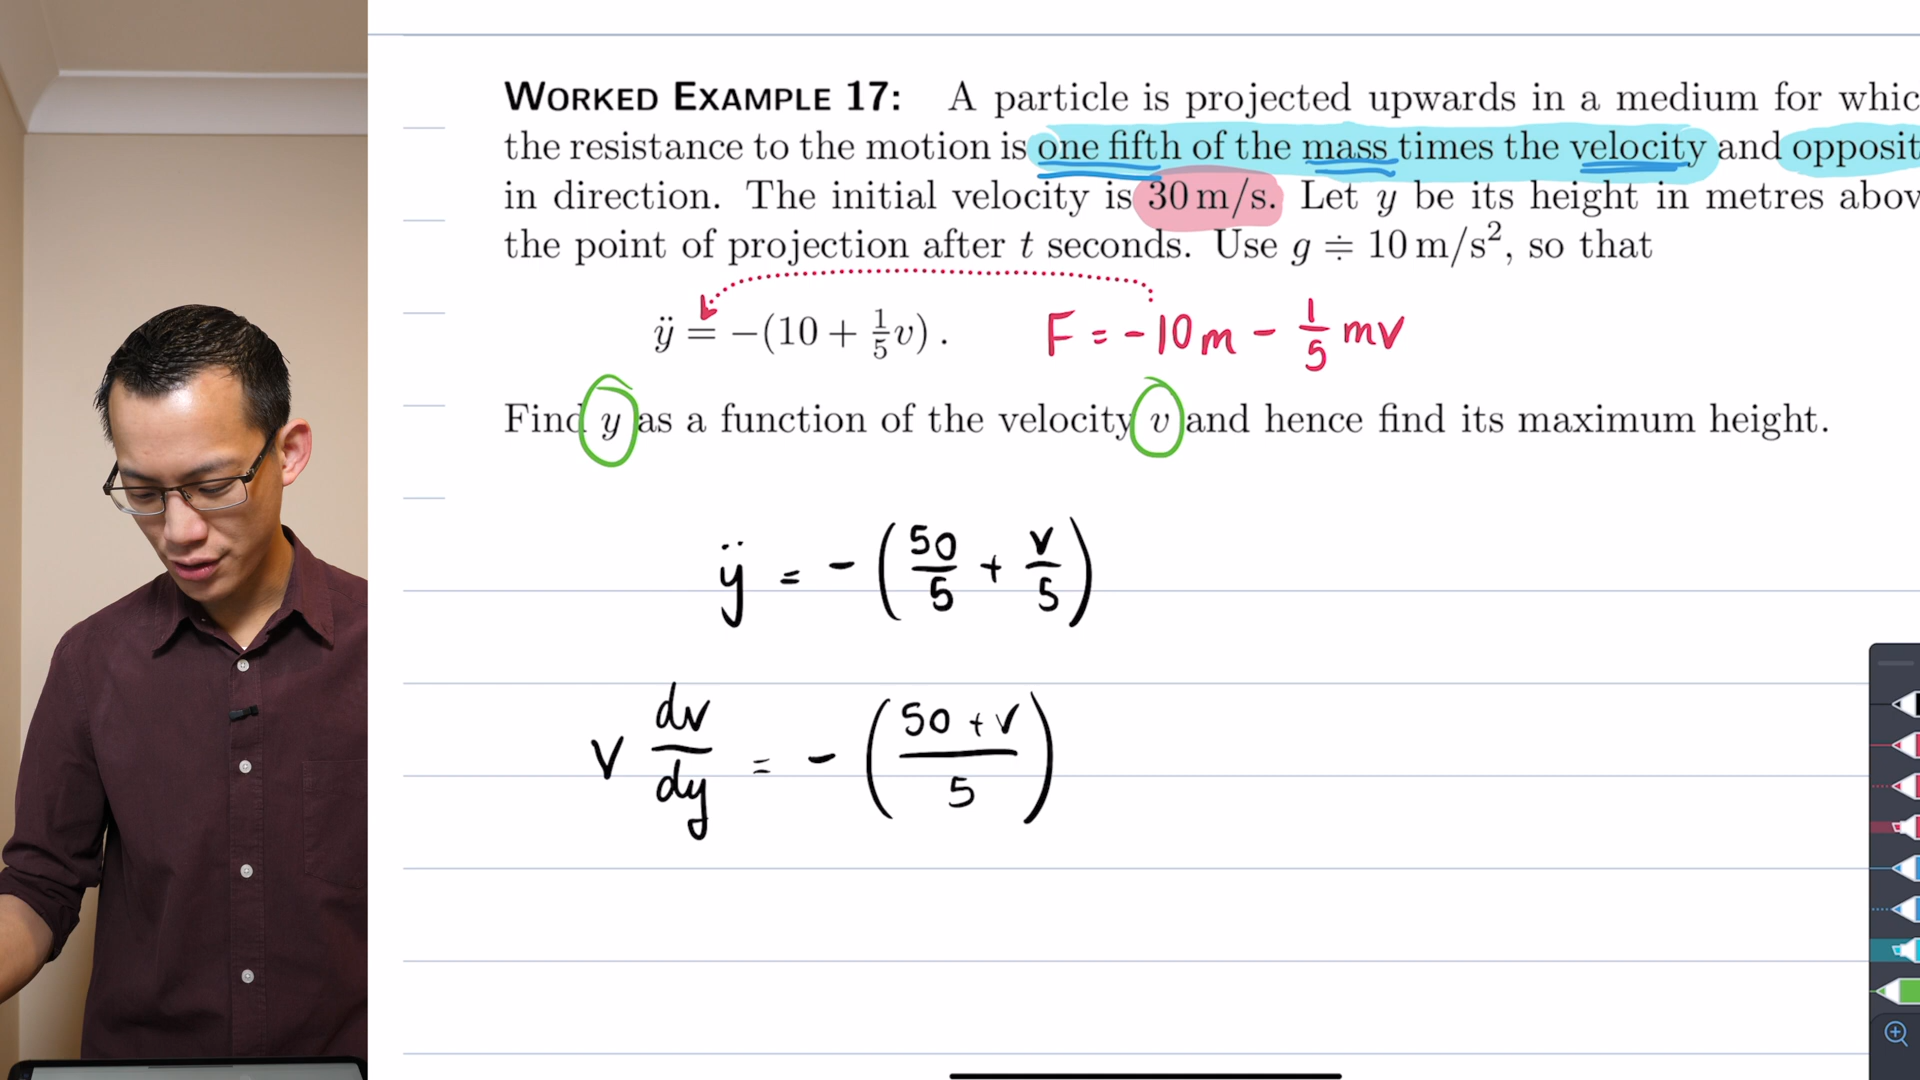 WORKED EXAMPLE 17: A particle is projected upwards in a medium for whic
the resistance to the motion is one fifth of the mass times the velocity and opposit
in direction. The initial velocity is 30 m/s. Let y be its height in metres abov
the point of projection after t seconds. Use g ≑ 10 m/s², so that
ÿ = −(10 + 1/5 v). F = -10m - 1/5 mv
Find y as a function of the velocity v and hence find its maximum height.
ÿ = - (50/5 + v/5)
v dv/dy = - ((50 + v)/5)